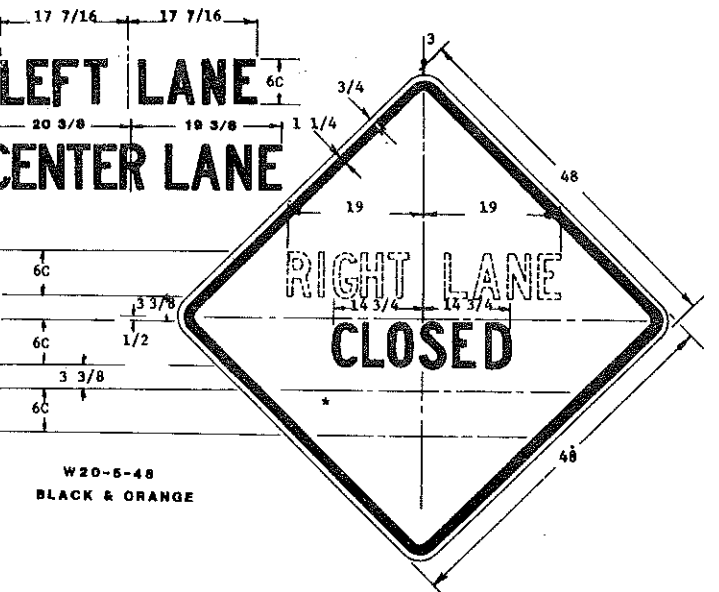 17 7/16 17 7/16
LEFT LANE 6C
20 3/8 19 3/8
CENTER LANE
3
3/4
1 1/4
48
19 19
6C
RIGHT LANE
3 3/8
14 3/4 14 3/4
1/2
6C
CLOSED
3 3/8
6C
*
48
W20-5-48
BLACK & ORANGE